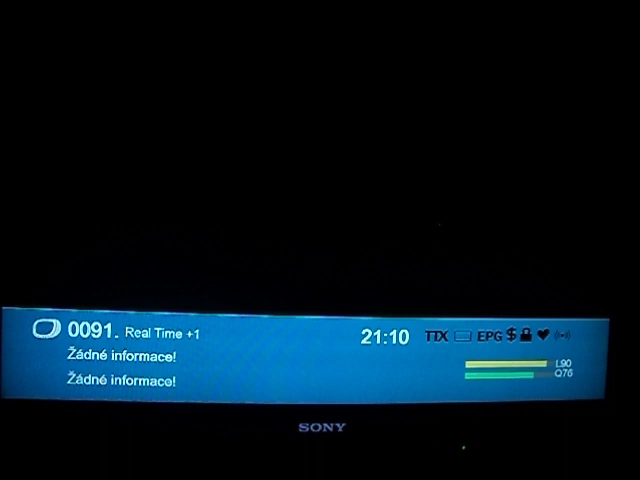 0091. Real Time +1 21:10 TTX EPG $
Žádné informace! L90
Žádné informace! Q76
SONY